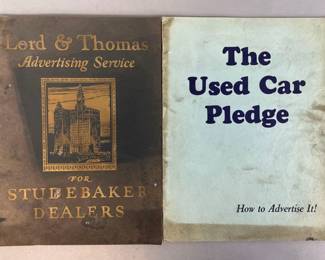 Lord & Thomas
Advertising Service
FOR
STUDEBAKER
DEALERS
The
Used Car
Pledge
How to Advertise It!